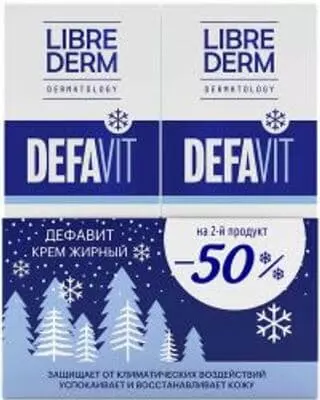 LIBRE
DERM
DERMATOLOGY
DEFAVIT
LIBRE
DERM
DERMATOLOGY
DEFAVIT
ДЕФАВИТ
КРЕМ ЖИРНЫЙ
на 2-й продукт
–50%
ЗАЩИЩАЕТ ОТ КЛИМАТИЧЕСКИХ ВОЗДЕЙСТВИЙ
УСПОКАИВАЕТ И ВОССТАНАВЛИВАЕТ КОЖУ